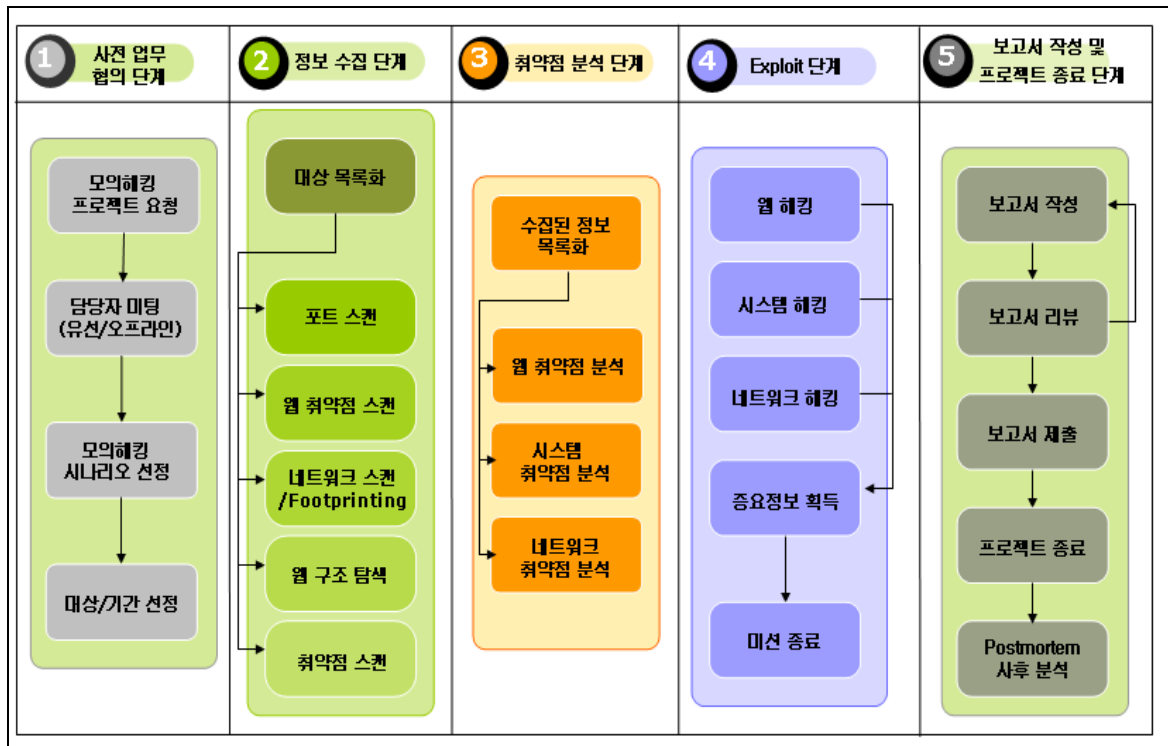 1
사전 업무
협의 단계
2
정보 수집 단계
3
취약점 분석 단계
4
Exploit 단계
5
보고서 작성 및
프로젝트 종료 단계
모의해킹
프로젝트 요청
담당자 미팅
(유선/오프라인)
모의해킹
시나리오 선정
대상/기간 선정
대상 목록화
포트 스캔
웹 취약점 스캔
네트워크 스캔
/Footprinting
웹 구조 탐색
취약점 스캔
수집된 정보
목록화
웹 취약점 분석
시스템
취약점 분석
네트워크
취약점 분석
웹 해킹
시스템 해킹
네트워크 해킹
중요정보 획득
미션 종료
보고서 작성
보고서 리뷰
보고서 제출
프로젝트 종료
Postmortem
사후 분석